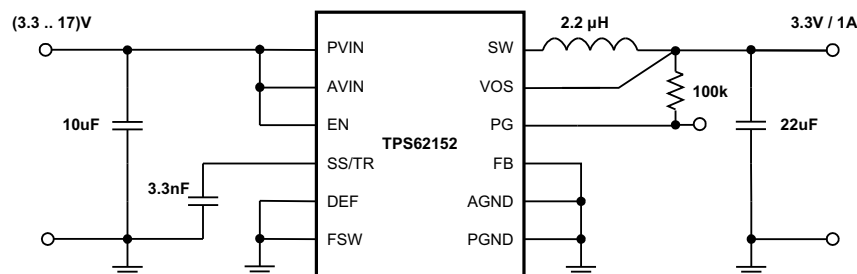 (3.3 .. 17)V
2.2 µH
3.3V / 1A
PVIN
SW
AVIN
VOS
100k
10uF
EN
PG
22uF
TPS62152
SS/TR
FB
3.3nF
DEF
AGND
FSW
PGND